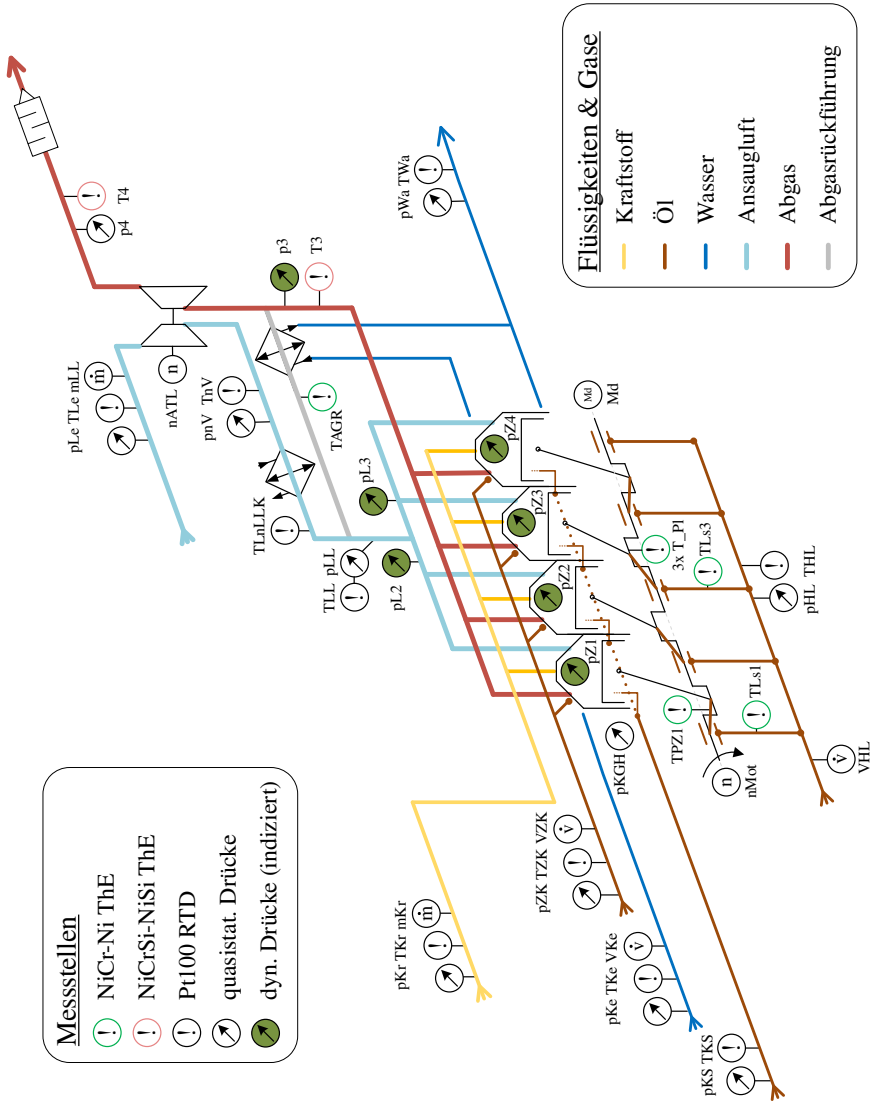 T4
p4
p3
T3
pLe TLe mLL
ṁ
nATL
n
pnV TnV
TAGR
TLnLLK
TLL pLL
pL3
pL2
pWa TWa
pZ4
pZ3
pZ2
pZ1
Md
Md
3x T_Pl
TLs3
TPZ1
TLs1
pHL THL
n
nMot
v̇
VHL
pKGH
pZK TZK VZK
v̇
pKr TKr mKr
ṁ
pKe TKe VKe
v̇
pKS TKS
Messstellen
NiCr-Ni ThE
NiCrSi-NiSi ThE
Pt100 RTD
quasistat. Drücke
dyn. Drücke (indiziert)
Flüssigkeiten & Gase
Kraftstoff
Öl
Wasser
Ansaugluft
Abgas
Abgasrückführung